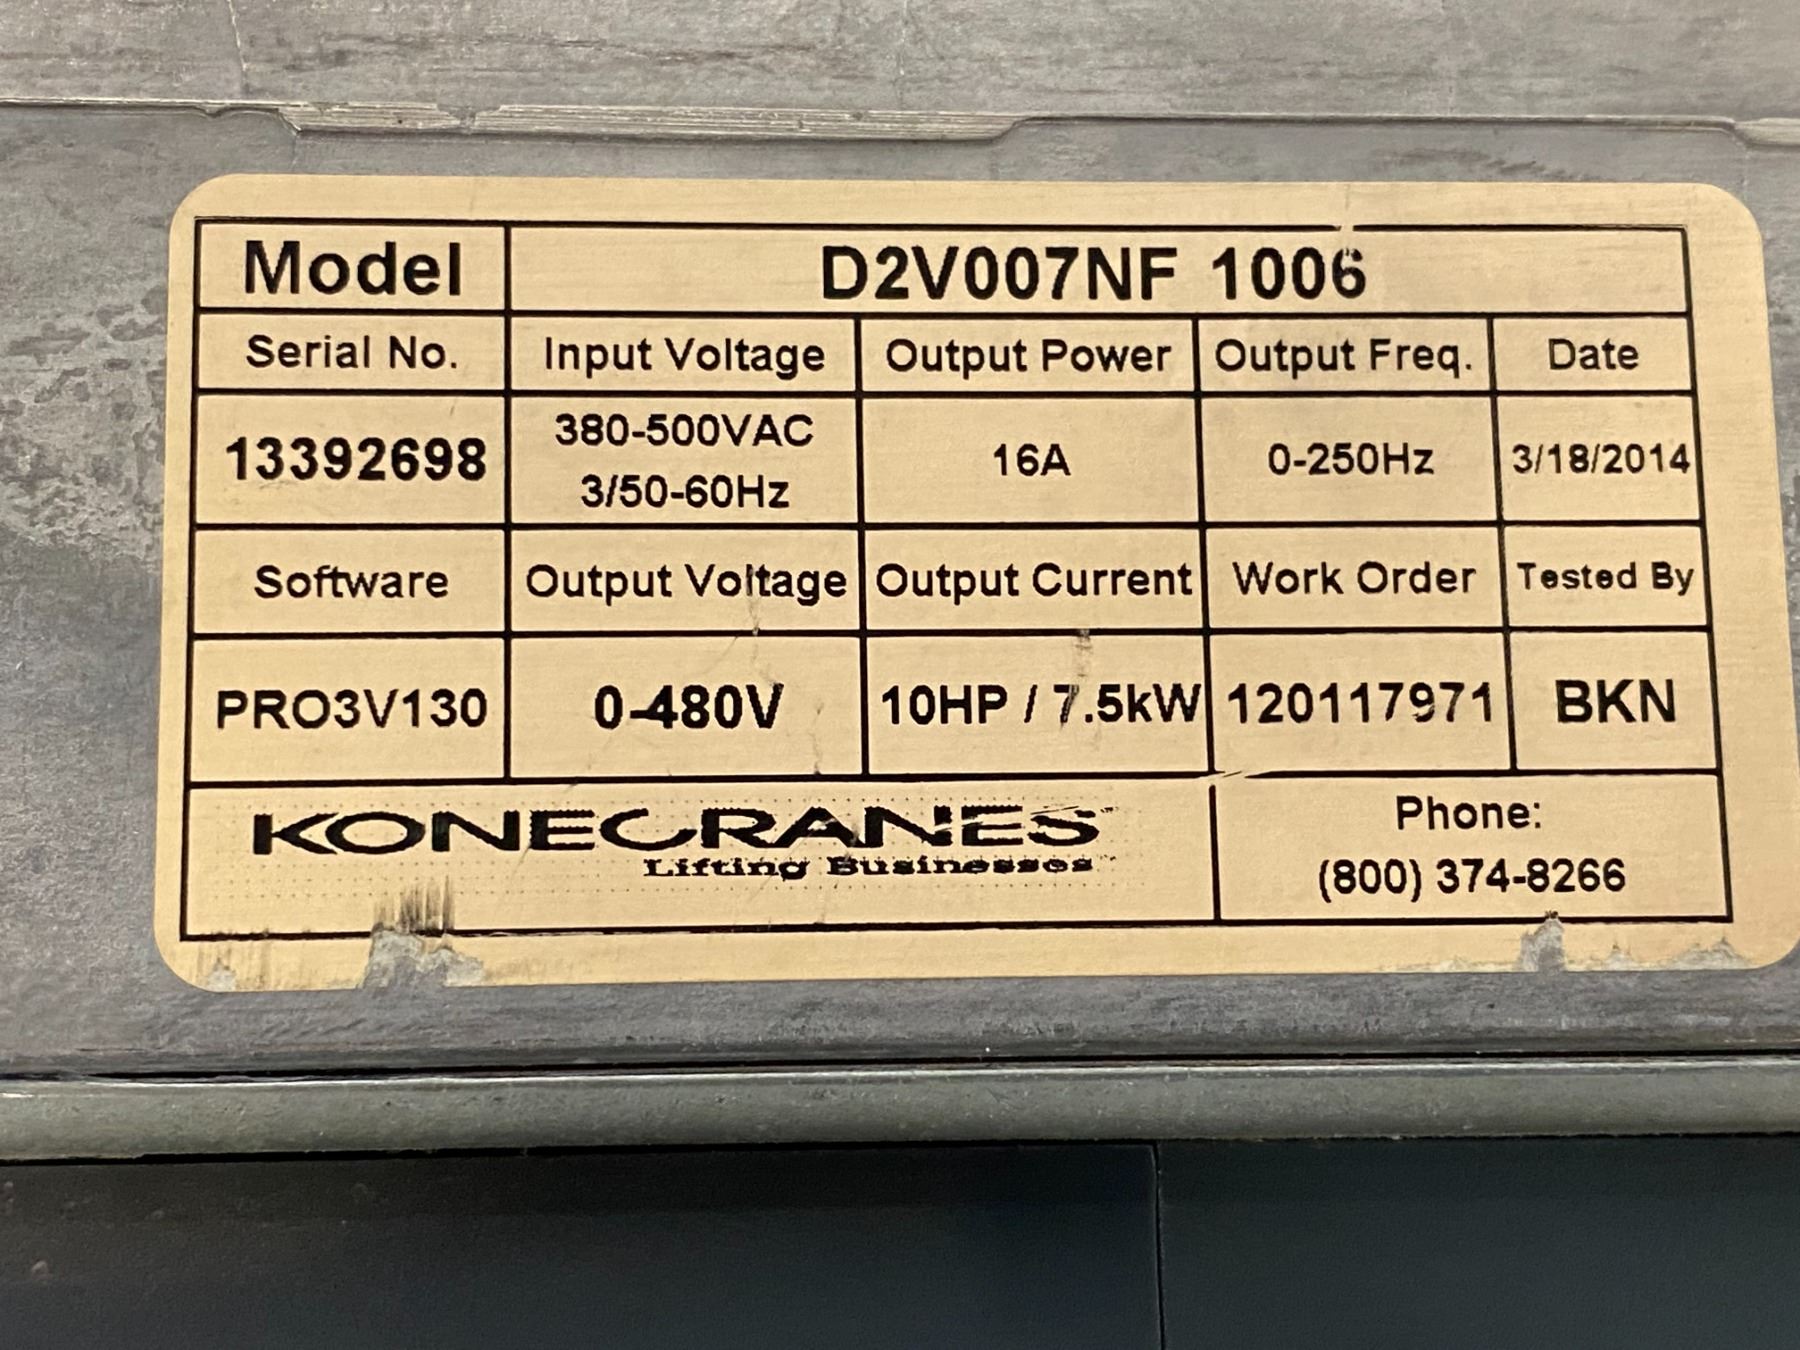 Model D2V007NF 1006
Serial No. Input Voltage Output Power Output Freq. Date
13392698 380-500VAC 16A 0-250Hz 3/18/2014
3/50-60Hz
Software Output Voltage Output Current Work Order Tested By
PRO3V130 0-480V 10HP / 7.5kW 120117971 BKN
KONECRANES
Lifting Businesses
Phone:
(800) 374-8266